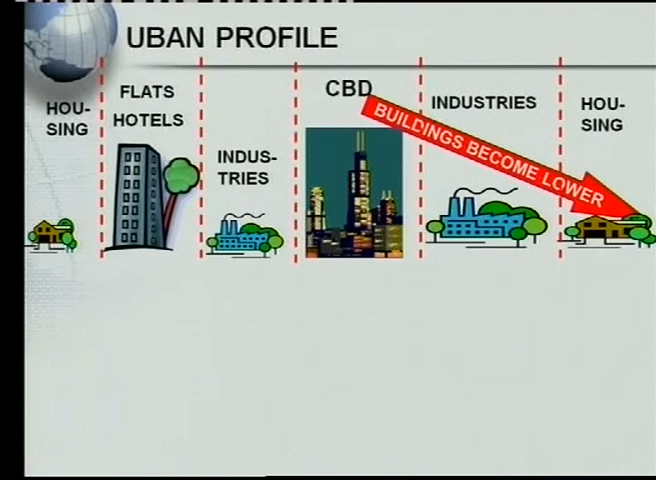 UBAN PROFILE
HOU-
SING
FLATS
HOTELS
INDUS-
TRIES
CBD
BUILDINGS BECOME LOWER
INDUSTRIES
HOU-
SING